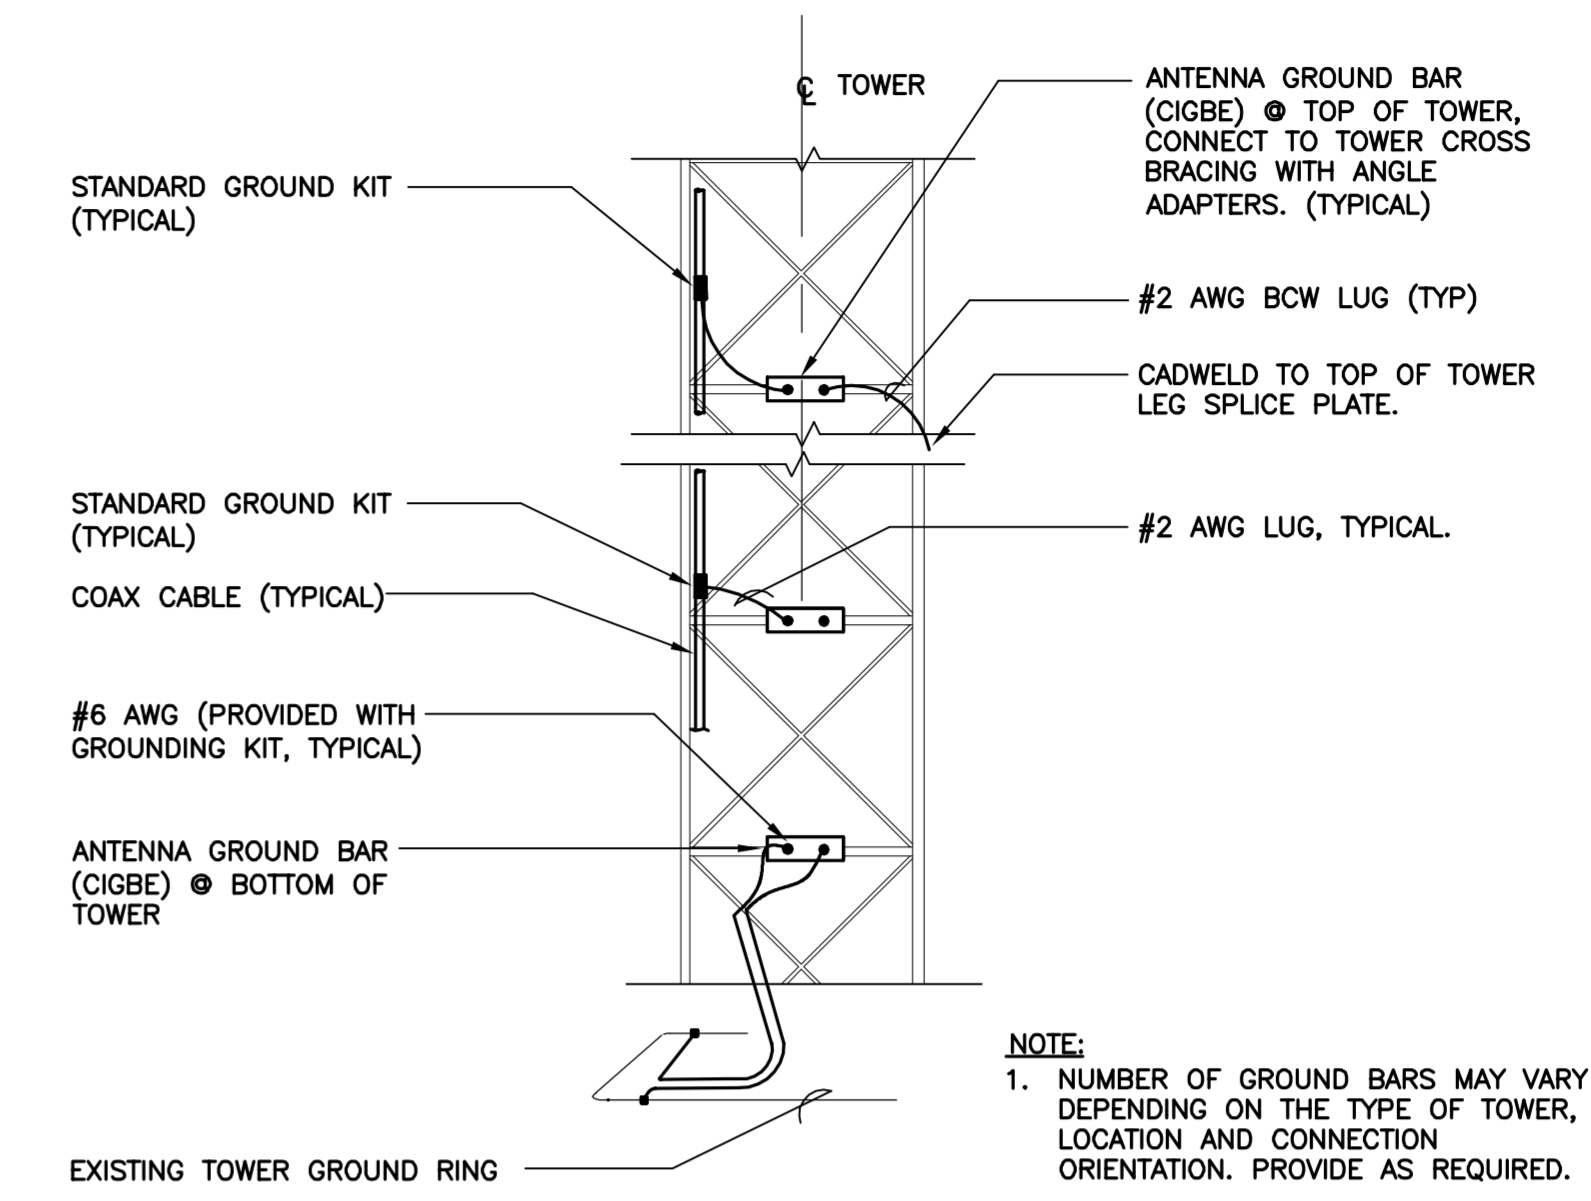 ℄ TOWER
ANTENNA GROUND BAR
(CIGBE) @ TOP OF TOWER,
CONNECT TO TOWER CROSS
BRACING WITH ANGLE
ADAPTERS. (TYPICAL)
STANDARD GROUND KIT
(TYPICAL)
#2 AWG BCW LUG (TYP)
CADWELD TO TOP OF TOWER
LEG SPLICE PLATE.
STANDARD GROUND KIT
(TYPICAL)
#2 AWG LUG, TYPICAL.
COAX CABLE (TYPICAL)
#6 AWG (PROVIDED WITH
GROUNDING KIT, TYPICAL)
ANTENNA GROUND BAR
(CIGBE) @ BOTTOM OF
TOWER
EXISTING TOWER GROUND RING
NOTE:
1. NUMBER OF GROUND BARS MAY VARY
DEPENDING ON THE TYPE OF TOWER,
LOCATION AND CONNECTION
ORIENTATION. PROVIDE AS REQUIRED.